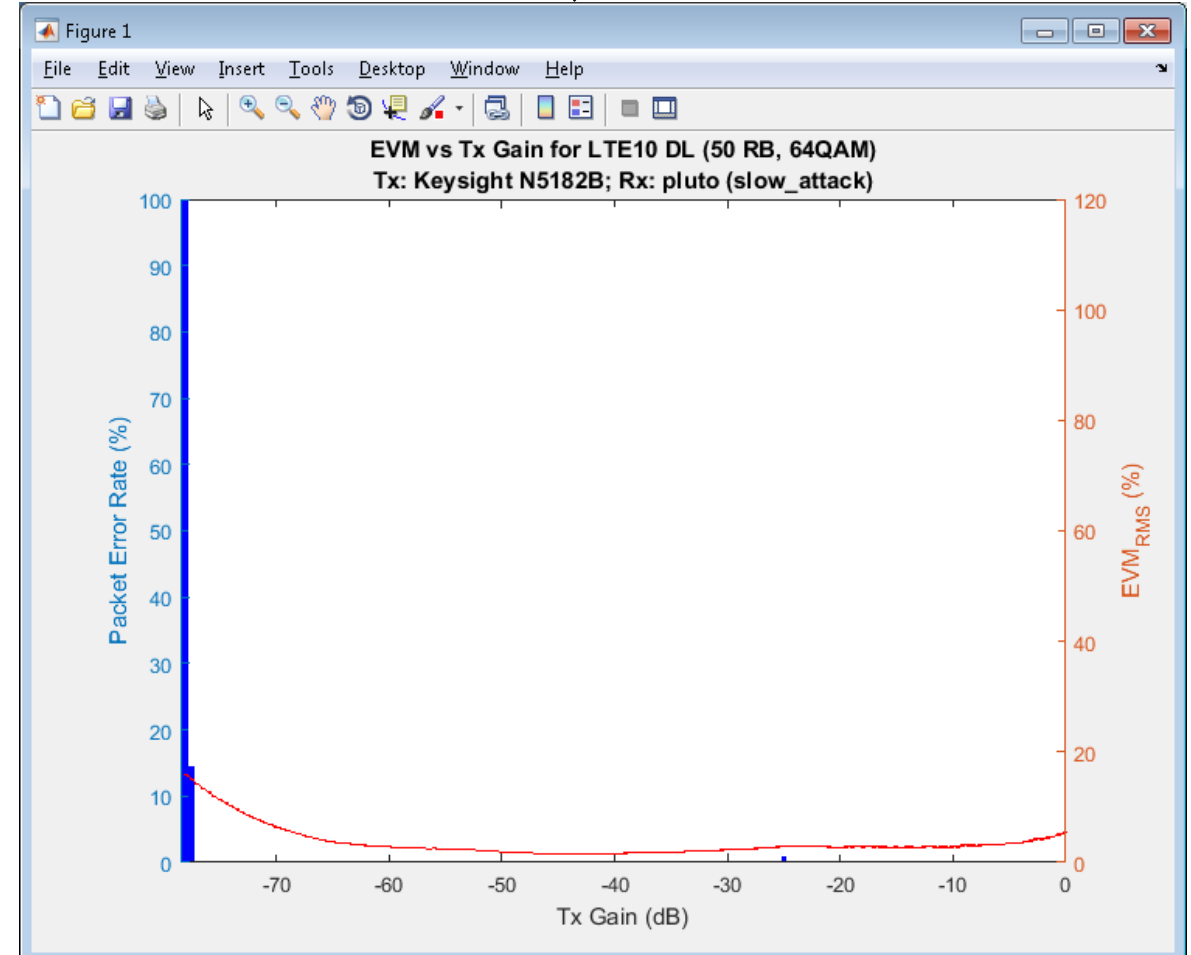 Figure 1
File Edit View Insert Tools Desktop Window Help
EVM vs Tx Gain for LTE10 DL (50 RB, 64QAM)
Tx: Keysight N5182B; Rx: pluto (slow_attack)
Packet Error Rate (%)
100
90
80
70
60
50
40
30
20
10
0
120
100
80
60
40
20
0
EVM_RMS (%)
-70 -60 -50 -40 -30 -20 -10 0
Tx Gain (dB)